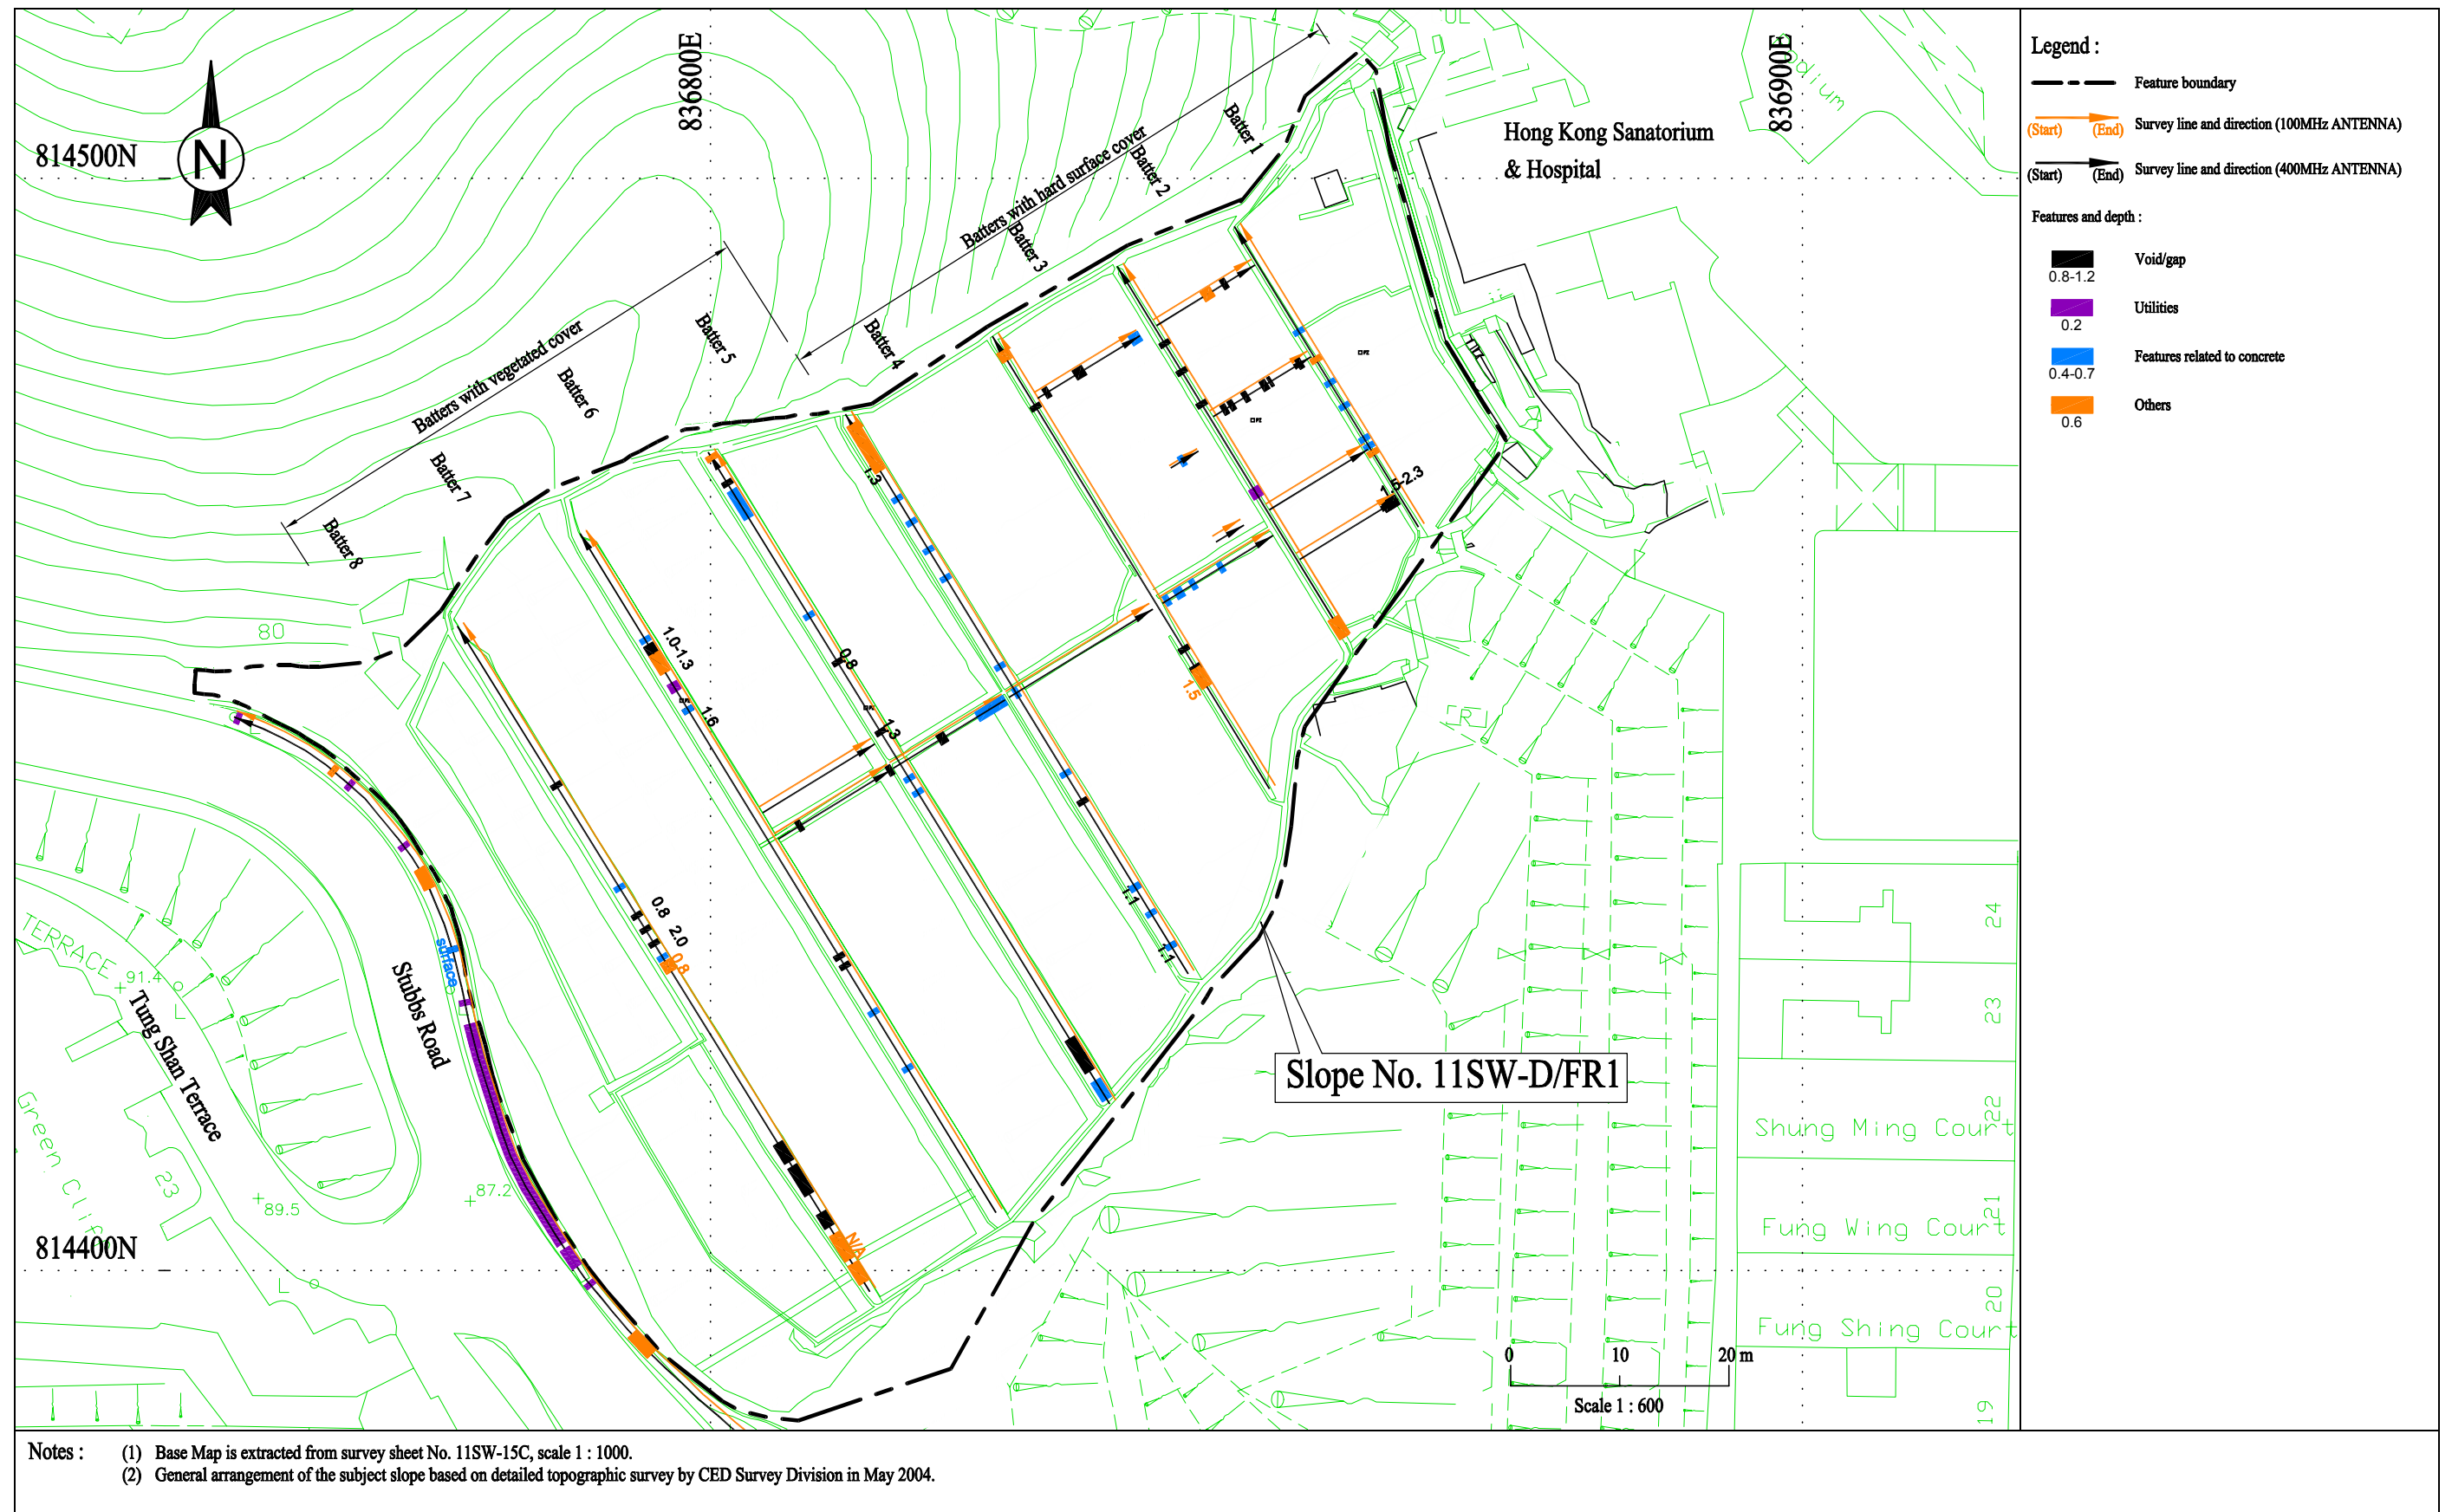 836800E
836900E
814500N
N
Hong Kong Sanatorium
& Hospital
Batter 1
Batter 2
Batter 3
Batter 4
Batter 5
Batter 6
Batter 7
Batter 8
Batters with hard surface cover
Batters with vegetated cover
80
1.3
1.5-2.3
1.0-1.3
1.6
0.8
1.3
1.5
0.8
2.0
0.8
1.1
1.1
N/A
surface
TERRACE
91.4
Tung Shan Terrace
Stubbs Road
87.2
89.5
23
814400N
Slope No. 11SW-D/FR1
24
23
22
Shung Ming Court
21
Fung Wing Court
20
Fung Shing Court
19
0 10 20 m
Scale 1 : 600
Legend :
Feature boundary
(Start) (End) Survey line and direction (100MHz ANTENNA)
(Start) (End) Survey line and direction (400MHz ANTENNA)
Features and depth :
Void/gap
0.8-1.2
Utilities
0.2
Features related to concrete
0.4-0.7
Others
0.6
Notes :
(1) Base Map is extracted from survey sheet No. 11SW-15C, scale 1 : 1000.
(2) General arrangement of the subject slope based on detailed topographic survey by CED Survey Division in May 2004.